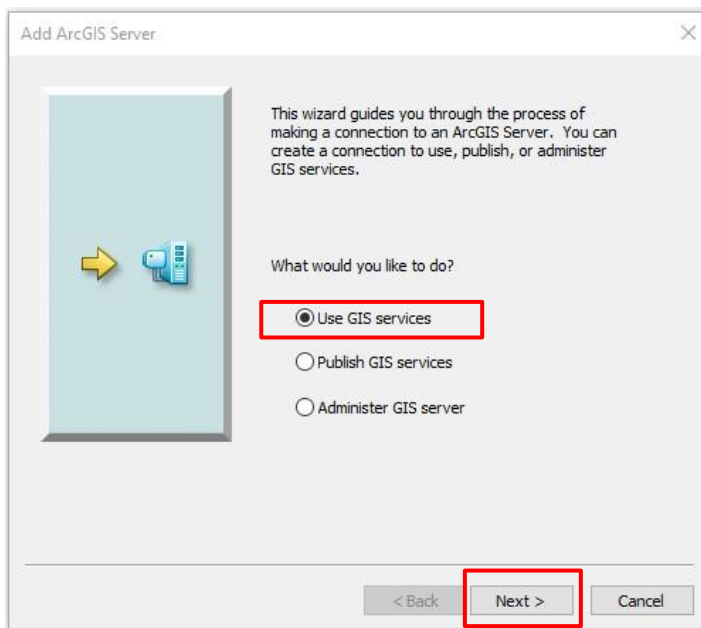 Add ArcGIS Server
This wizard guides you through the process of
making a connection to an ArcGIS Server.  You can
create a connection to use, publish, or administer
GIS services.
What would you like to do?
Use GIS services
Publish GIS services
Administer GIS server
< Back
Next >
Cancel